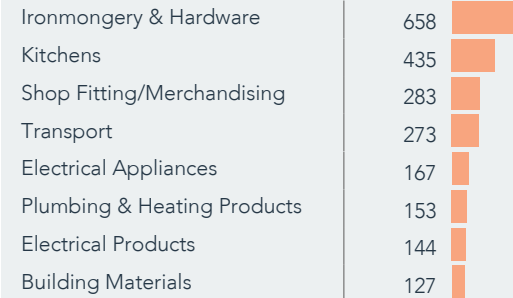 Ironmongery & Hardware 658
Kitchens 435
Shop Fitting/Merchandising 283
Transport 273
Electrical Appliances 167
Plumbing & Heating Products 153
Electrical Products 144
Building Materials 127